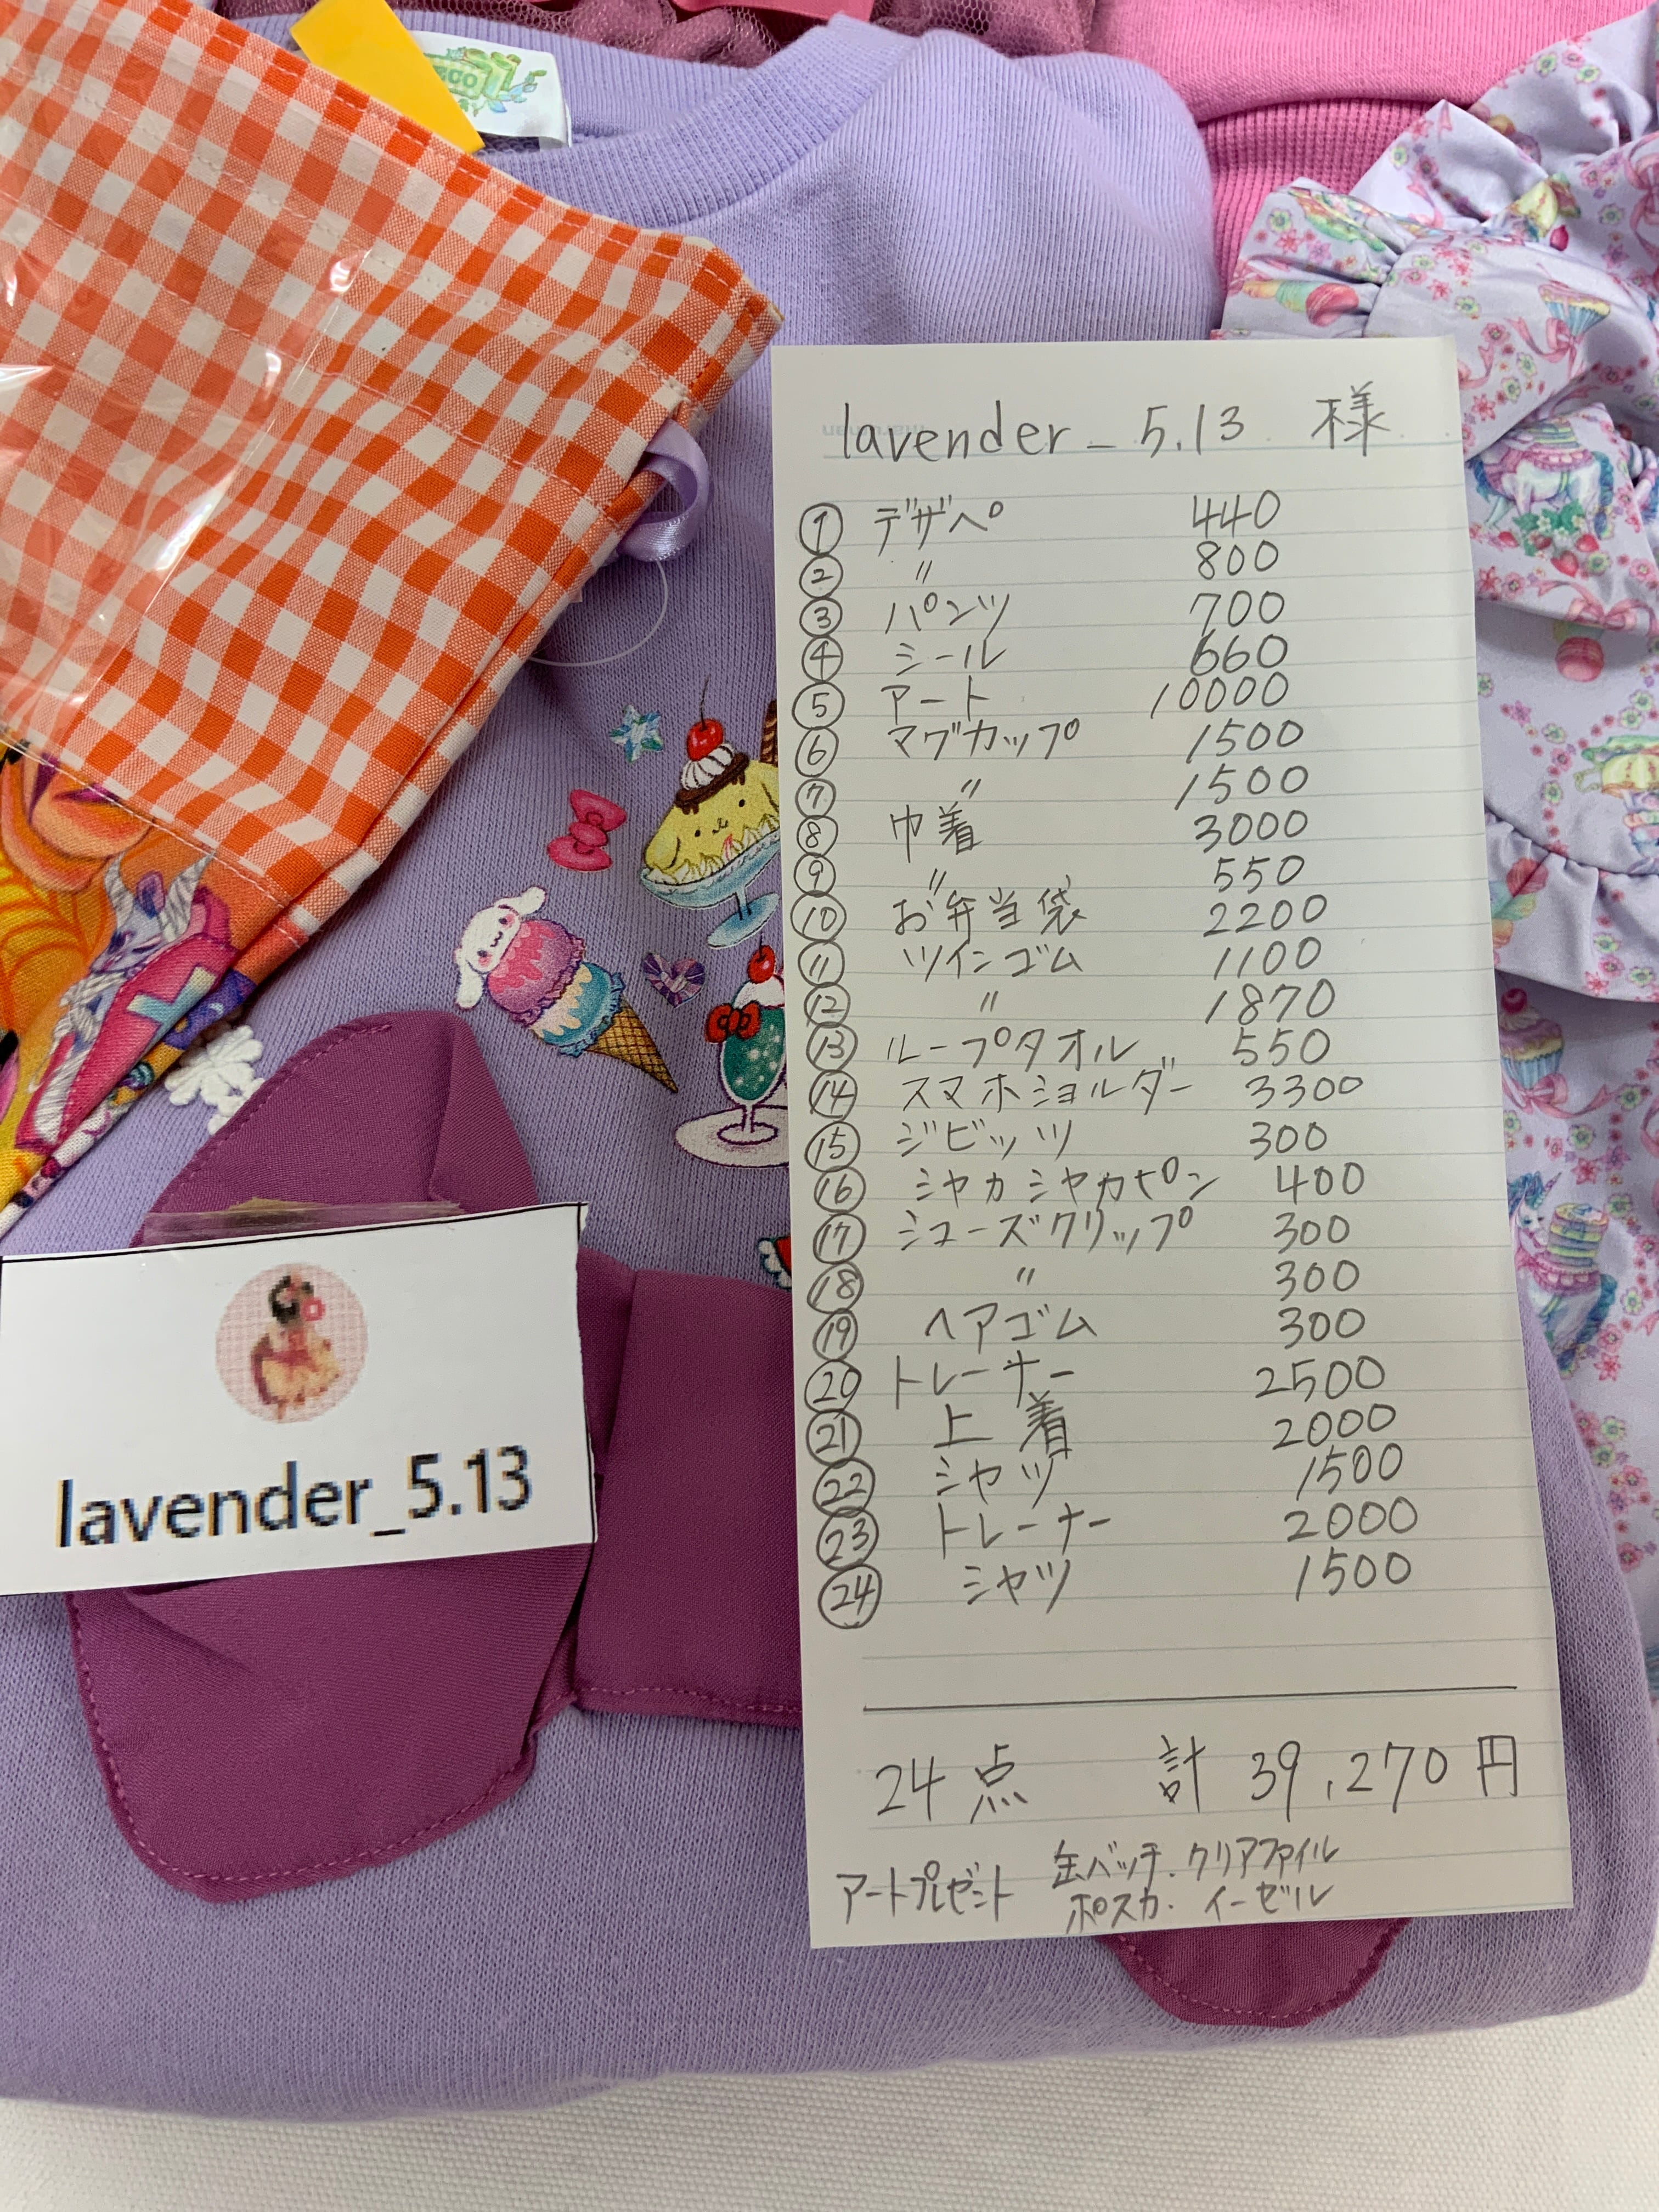 lavender_5.13 様
① デザペ 440
② 〃 800
③ パンツ 700
④ シール 660
⑤ アート 10000
⑥ マグカップ 1500
⑦ 〃 1500
⑧ 巾着 3000
⑨ 〃 550
⑩ お弁当袋 2200
⑪ ツインゴム 1100
⑫ 〃 1870
⑬ ループタオル 550
⑭ スマホショルダー 3300
⑮ ジビッツ 300
⑯ シャカシャカピン 400
⑰ シューズクリップ 300
⑱ 〃 300
⑲ ヘアゴム 300
⑳ トレーナー 2500
㉑ 上着 2000
㉒ シャツ 1500
㉓ トレーナー 2000
㉔ シャツ 1500
24点 計 39,270円
アートプレゼント 缶バッチ.クリアファイル
ポスカ.イーゼル
lavender_5.13